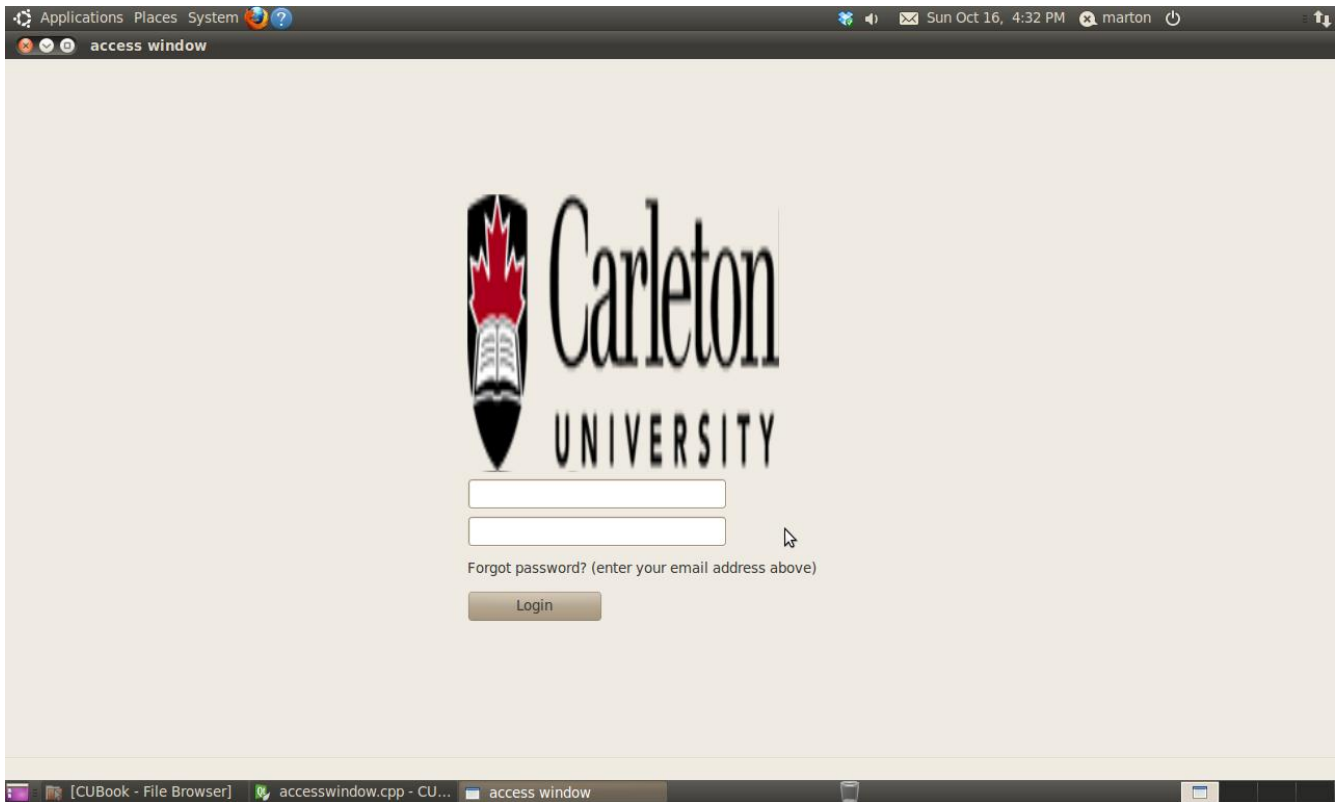 Applications Places System Sun Oct 16, 4:32 PM marton
access window
Carleton
UNIVERSITY
Forgot password? (enter your email address above)
Login
[CUBook - File Browser] accesswindow.cpp - CU... access window